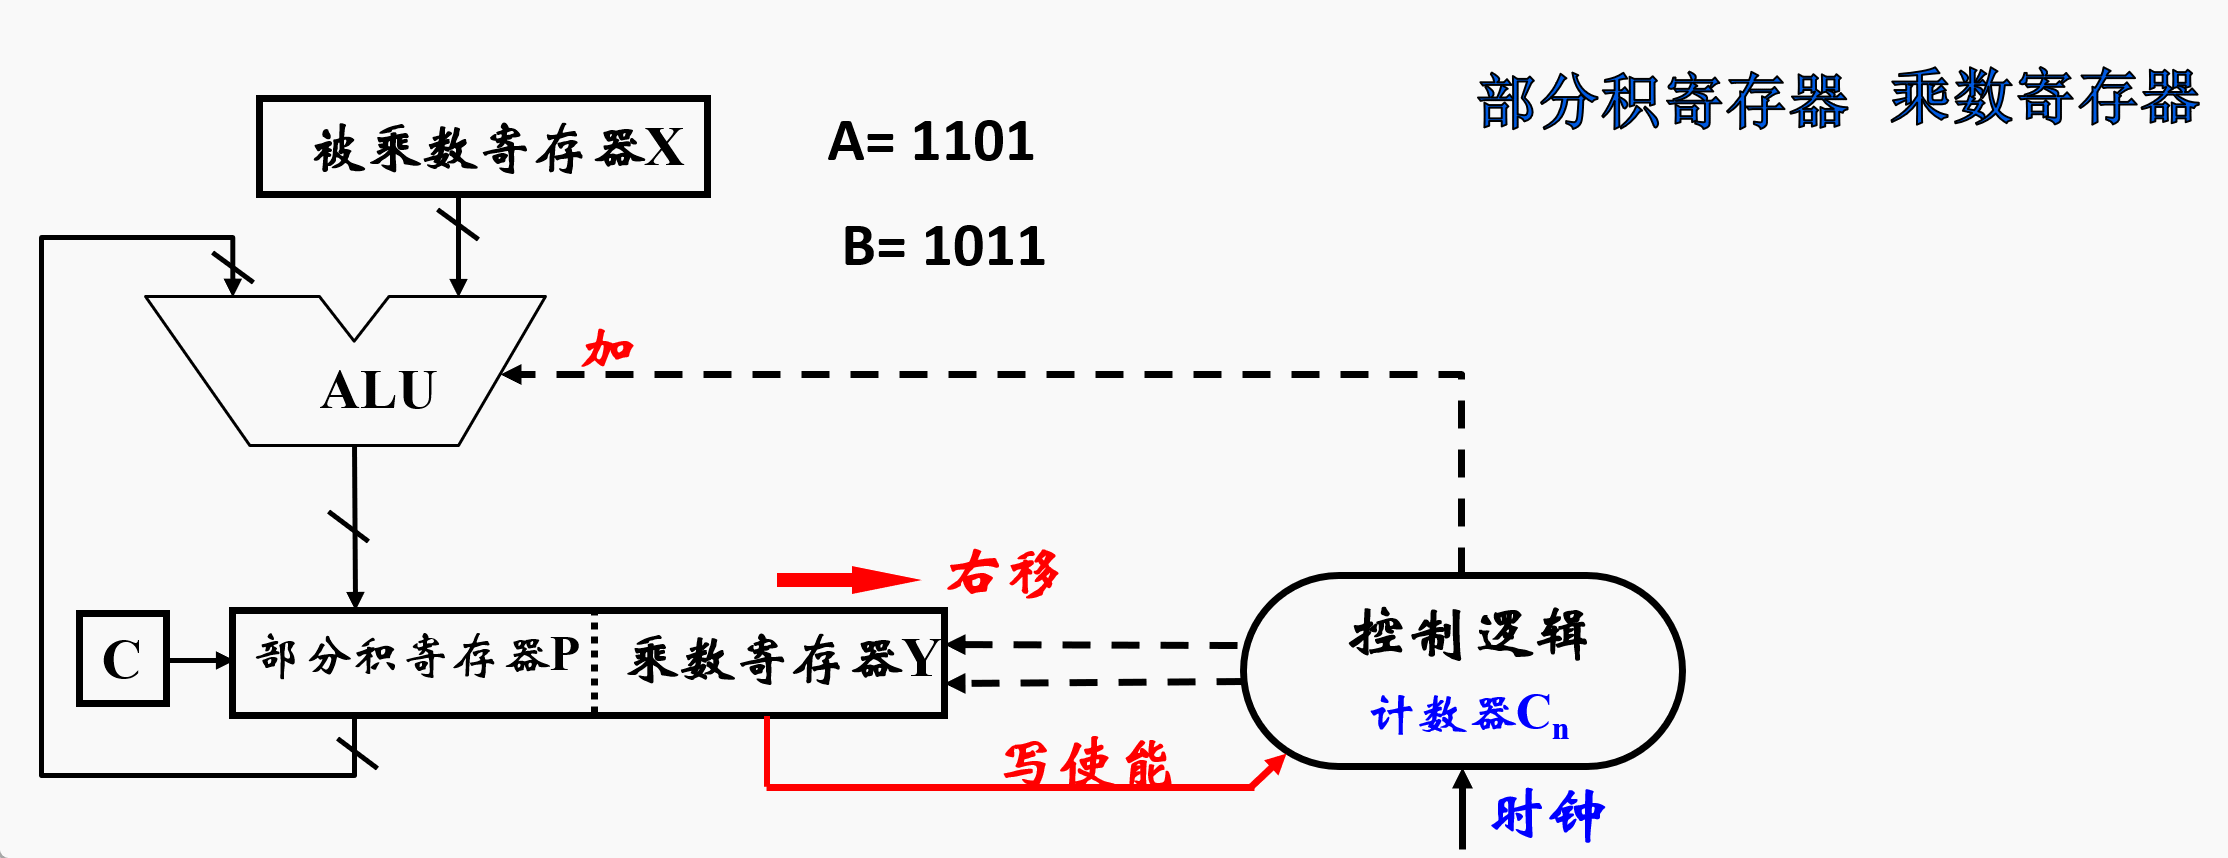 部分积寄存器 乘数寄存器
被乘数寄存器X
A= 1101
B= 1011
加
ALU
右移
C
部分积寄存器P
乘数寄存器Y
控制逻辑
计数器Cn
写使能
时钟